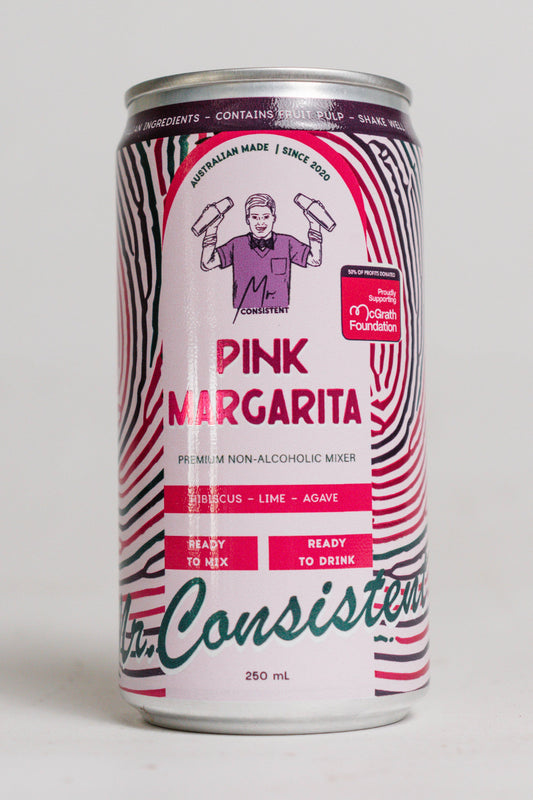 INGREDIENTS - CONTAINS FRUIT PULP - SHAKE WELL
AUSTRALIAN MADE | SINCE 2020
Mr.
CONSISTENT
50% OF PROFITS DONATED
Proudly
Supporting
McGrath
Foundation
PINK
MARGARITA
PREMIUM NON-ALCOHOLIC MIXER
HIBISCUS - LIME - AGAVE
READY
TO MIX
READY
TO DRINK
Mr. Consistent
250 mL